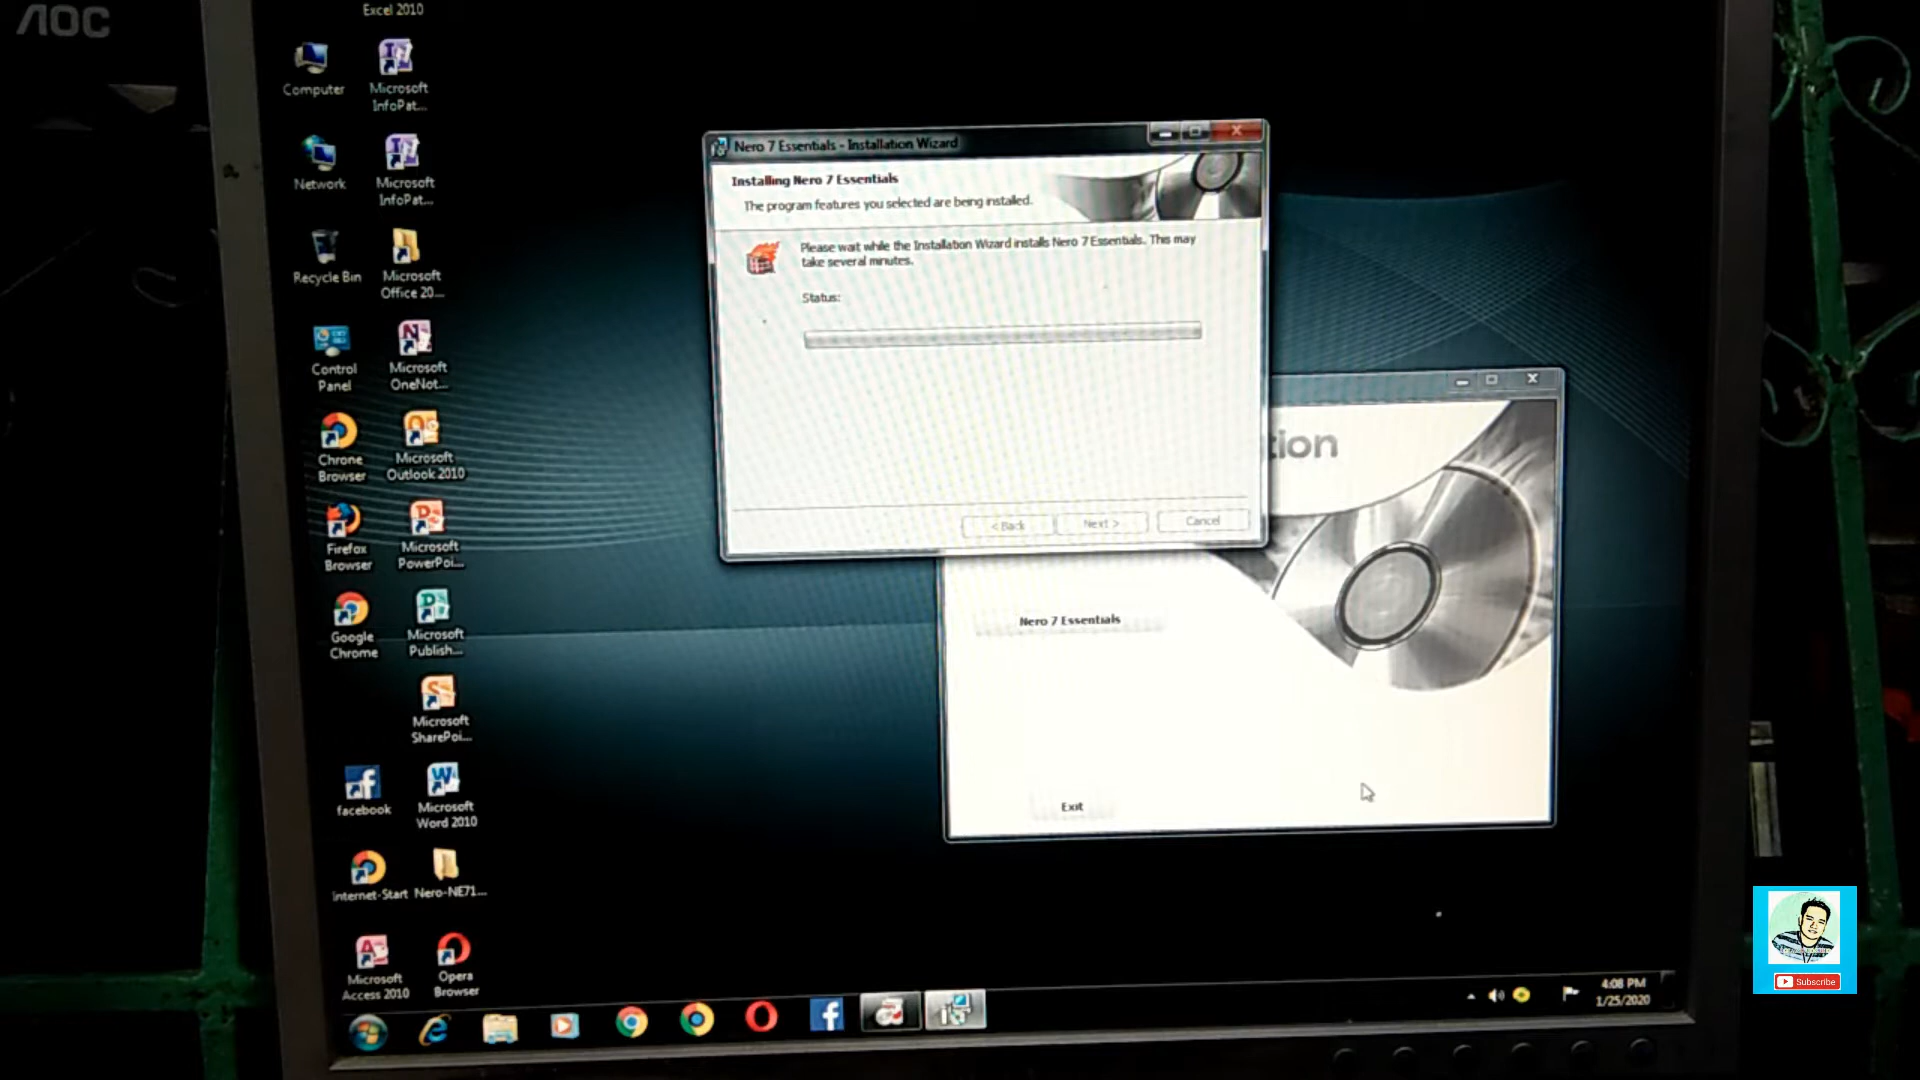 AOC
Excel 2010
Computer
Microsoft
InfoPat...
Network
Microsoft
InfoPat...
Recycle Bin
Microsoft
Office 20...
Control
Panel
Microsoft
OneNot...
Chrome
Browser
Microsoft
Outlook 2010
Firefox
Browser
Microsoft
PowerPoi...
Google
Chrome
Microsoft
Publish...
Microsoft
SharePoi...
facebook
Microsoft
Word 2010
Internet-Start
Nero-NE71...
Microsoft
Access 2010
Opera
Browser
Nero 7 Essentials - Installation Wizard
Installing Nero 7 Essentials
The program features you selected are being installed.
Please wait while the Installation Wizard installs Nero 7 Essentials. This may
take several minutes.
Status:
< Back
Next >
Cancel
tion
Nero 7 Essentials
Exit
4:08 PM
1/25/2020
Subscribe